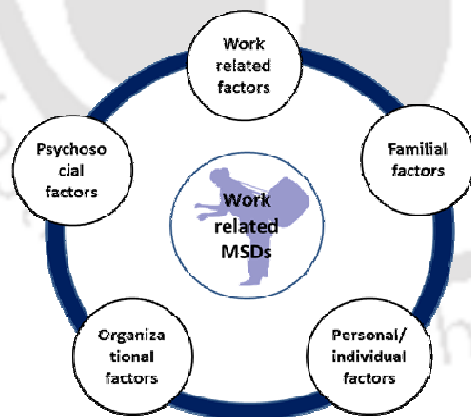 Work
related
factors
Psychoso
cial
factors
Familial
factors
Work
related
MSDs
Organiza
tional
factors
Personal/
individual
factors